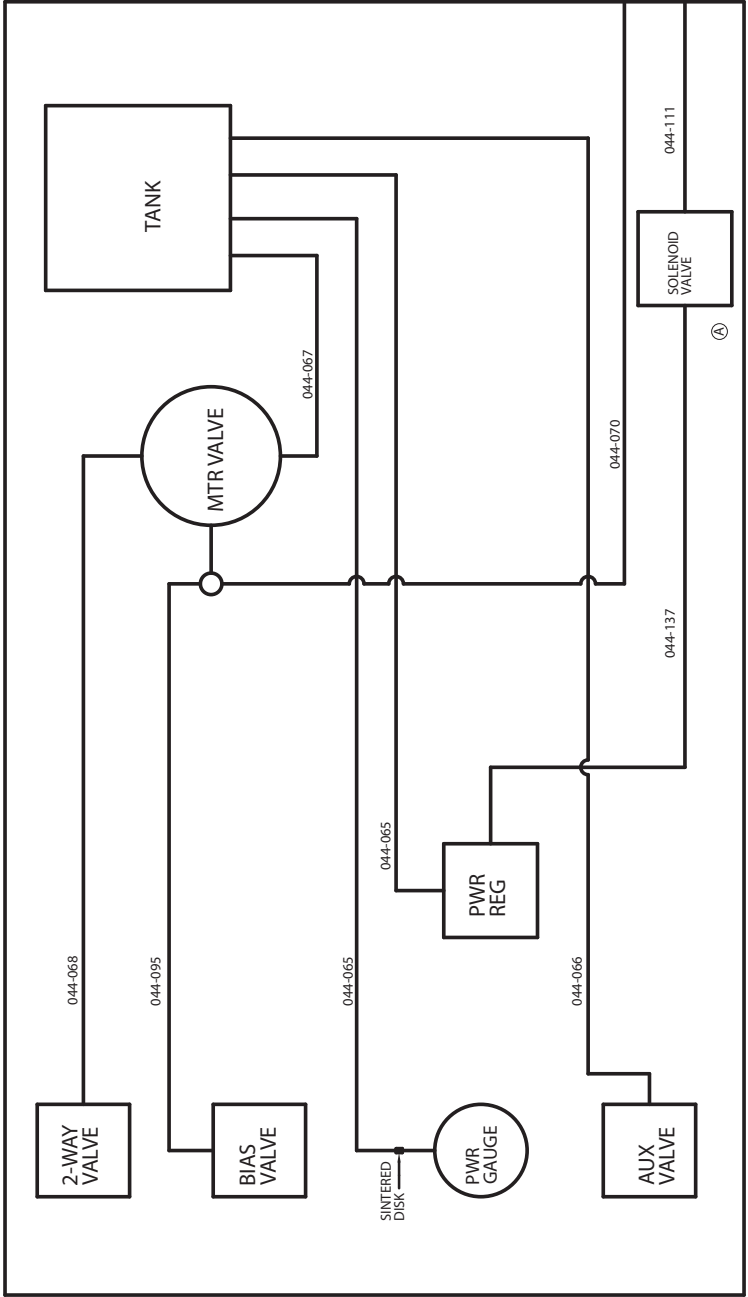 2-WAY
VALVE
044-068
MTR VALVE
TANK
044-067
BIAS
VALVE
044-095
SINTERED
DISK
044-065
PWR
GAUGE
044-065
PWR
REG
AUX
VALVE
044-066
044-070
044-137
SOLENOID
VALVE
044-111
A